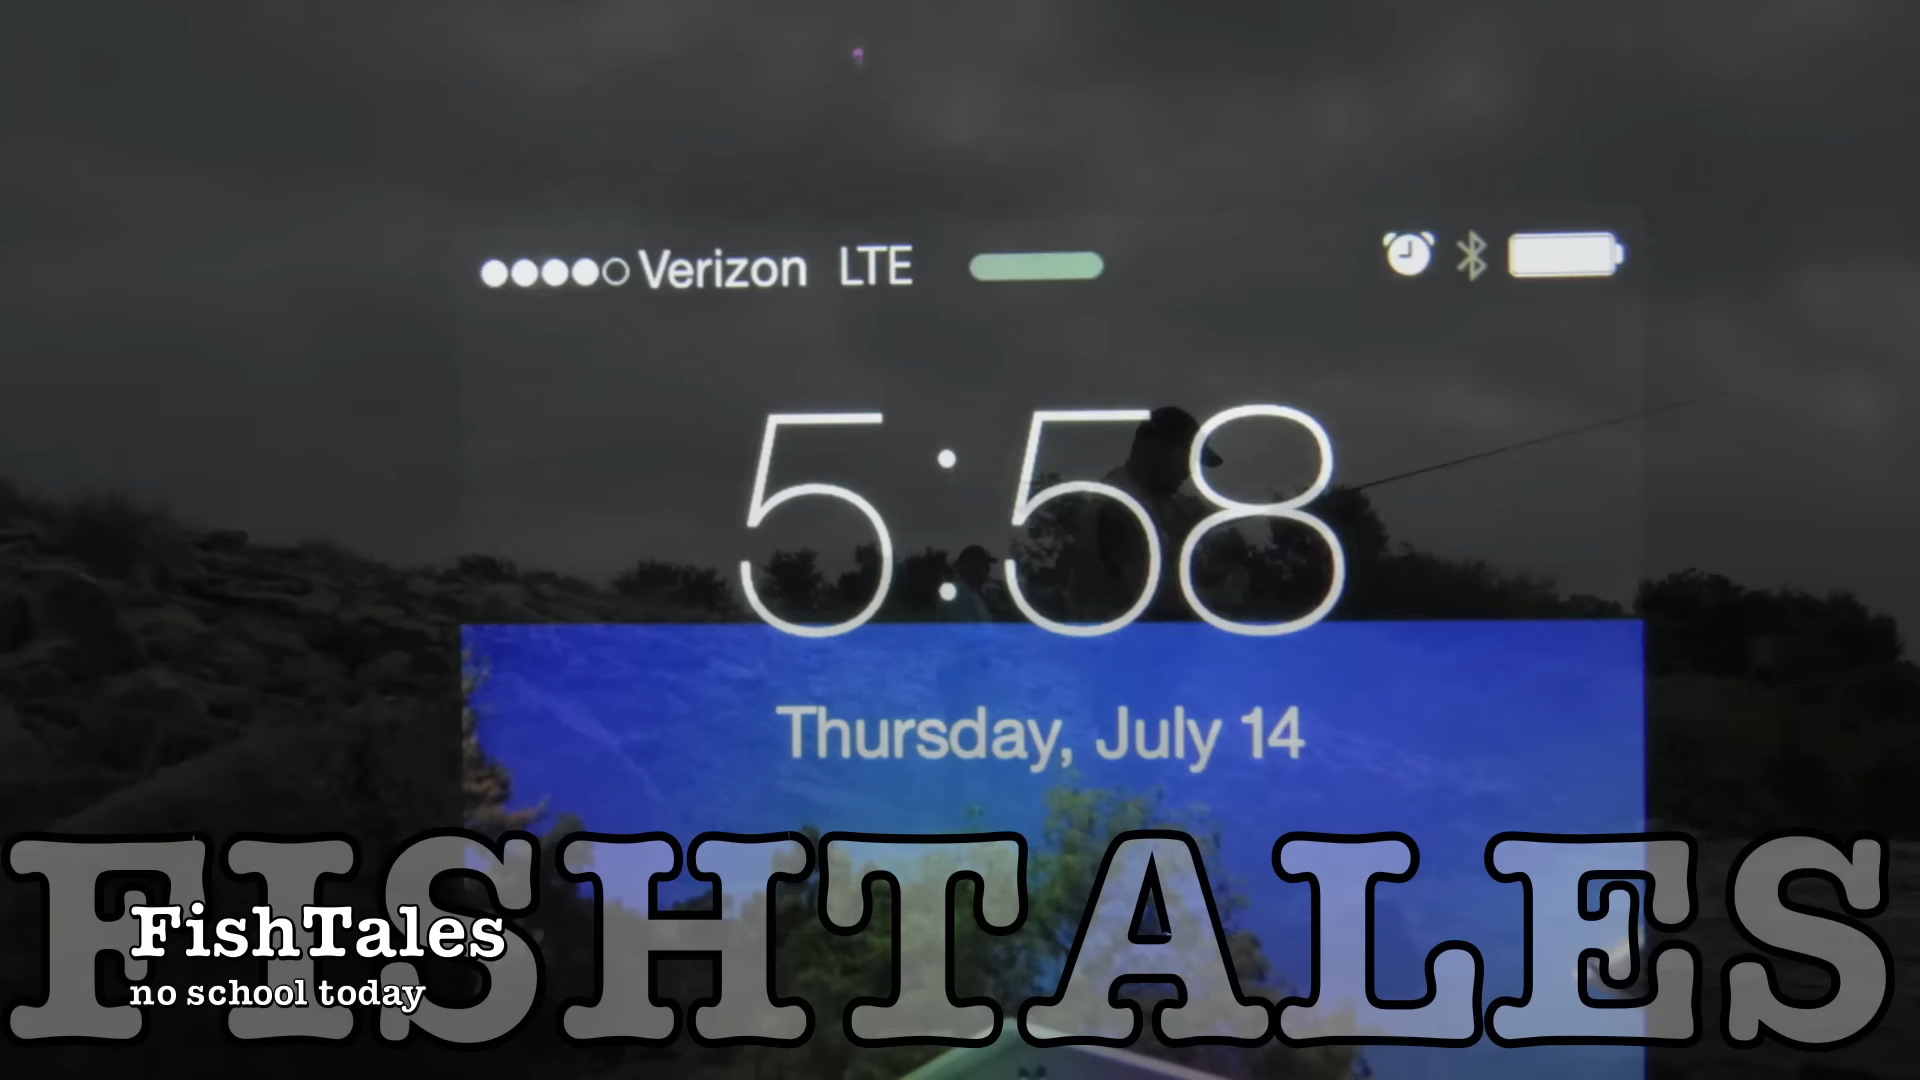 Verizon LTE
5:58
Thursday, July 14
FISHTALES
FishTales
no school today